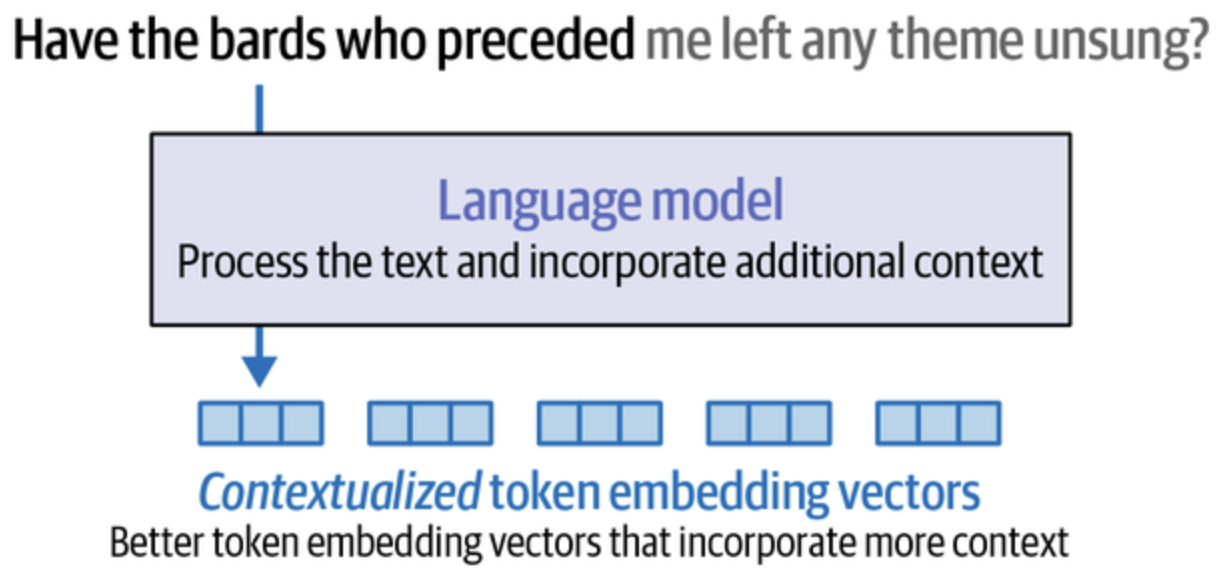 Have the bards who preceded me left any theme unsung?
Language model
Process the text and incorporate additional context
Contextualized token embedding vectors
Better token embedding vectors that incorporate more context